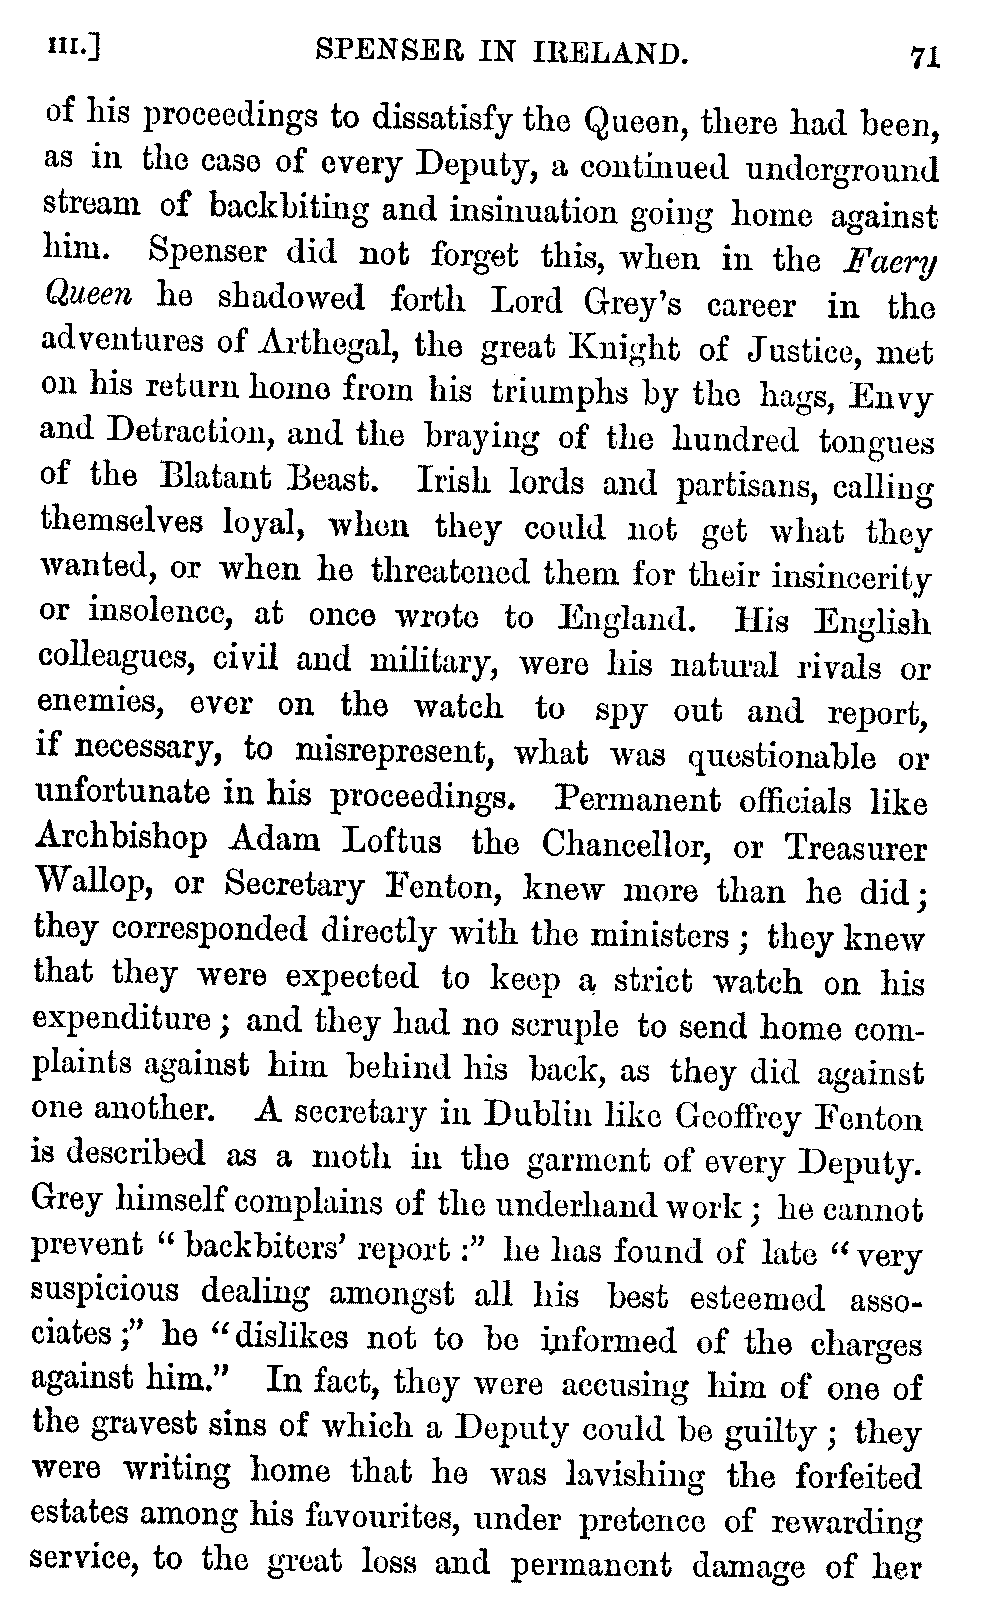 III.] SPENSER IN IRELAND. 71
of his proceedings to dissatisfy the Queen, there had been,
as in the case of every Deputy, a continued underground
stream of backbiting and insinuation going home against
him. Spenser did not forget this, when in the Faery
Queen he shadowed forth Lord Grey's career in the
adventures of Arthegal, the great Knight of Justice, met
on his return home from his triumphs by the hags, Envy
and Detraction, and the braying of the hundred tongues
of the Blatant Beast. Irish lords and partisans, calling
themselves loyal, when they could not get what they
wanted, or when he threatened them for their insincerity
or insolence, at once wrote to England. His English
colleagues, civil and military, were his natural rivals or
enemies, ever on the watch to spy out and report,
if necessary, to misrepresent, what was questionable or
unfortunate in his proceedings. Permanent officials like
Archbishop Adam Loftus the Chancellor, or Treasurer
Wallop, or Secretary Fenton, knew more than he did;
they corresponded directly with the ministers; they knew
that they were expected to keep a strict watch on his
expenditure; and they had no scruple to send home com-
plaints against him behind his back, as they did against
one another. A secretary in Dublin like Geoffrey Fenton
is described as a moth in the garment of every Deputy.
Grey himself complains of the underhand work; he cannot
prevent "backbiters' report:" he has found of late "very
suspicious dealing amongst all his best esteemed asso-
ciates;" he "dislikes not to be informed of the charges
against him." In fact, they were accusing him of one of
the gravest sins of which a Deputy could be guilty; they
were writing home that he was lavishing the forfeited
estates among his favourites, under pretence of rewarding
service, to the great loss and permanent damage of her